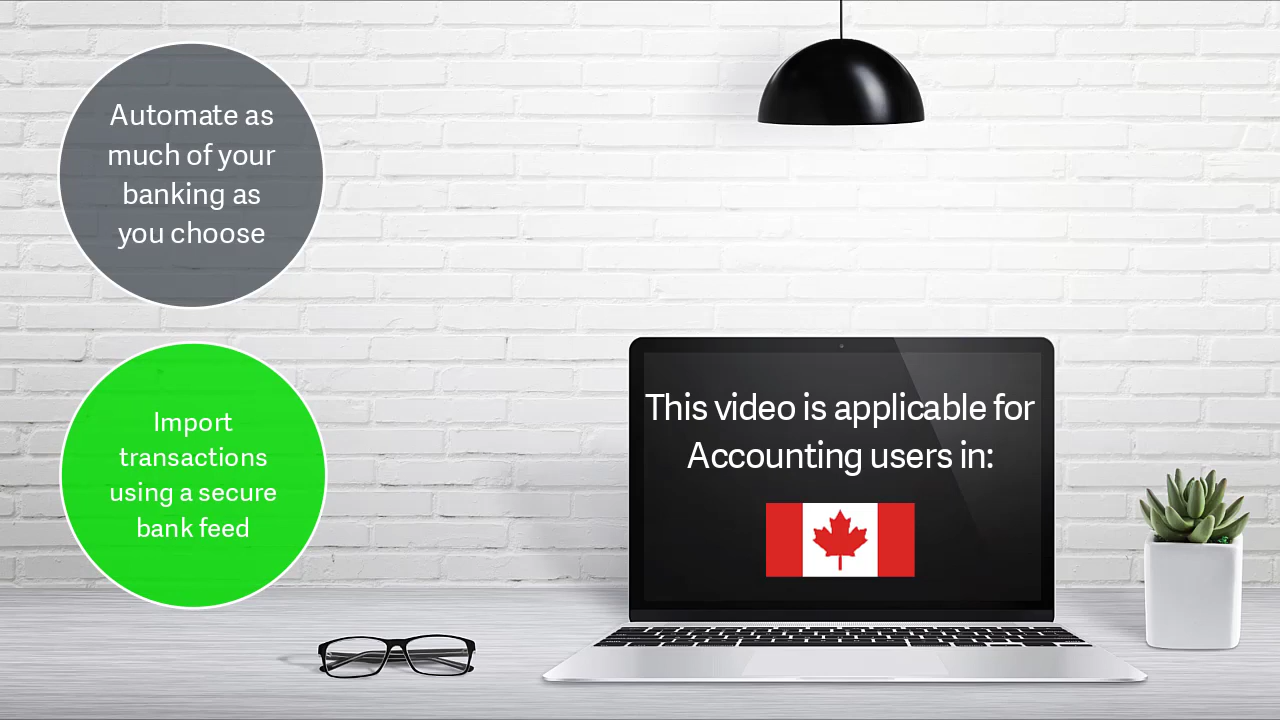 Automate as
much of your
banking as
you choose
Import
transactions
using a secure
bank feed
This video is applicable for
Accounting users in: